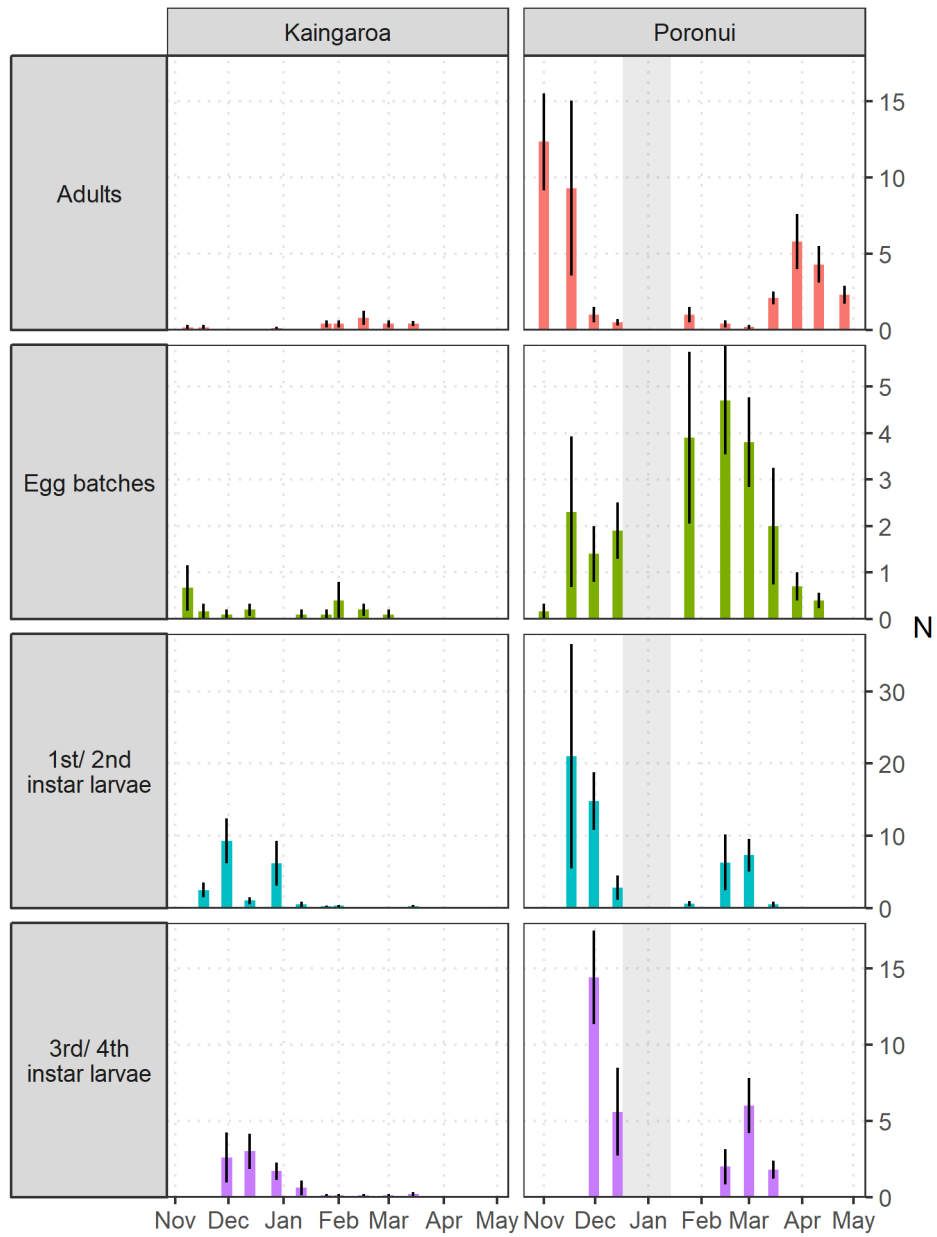 Kaingaroa Poronui
Adults
15
10
5
0
Egg batches
5
4
3
2
1
0
N
1st/ 2nd
instar larvae
30
20
10
0
3rd/ 4th
instar larvae
15
10
5
0
Nov Dec Jan Feb Mar Apr May Nov Dec Jan Feb Mar Apr May